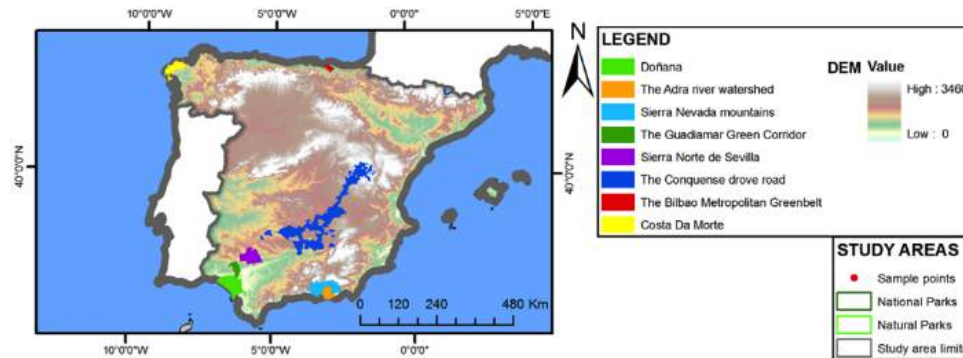 10°0'0"W 5°0'0"W 0°0'0" 5°0'0"E
40°0'0"N
40°0'0"N
0 120 240 480 Km
10°0'0"W 5°0'0"W 0°0'0"
N
LEGEND
Doñana
The Adra river watershed
Sierra Nevada mountains
The Guadiamar Green Corridor
Sierra Norte de Sevilla
The Conquense drove road
The Bilbao Metropolitan Greenbelt
Costa Da Morte
DEM Value
High : 3460
Low : 0
STUDY AREAS
Sample points
National Parks
Natural Parks
Study area limits